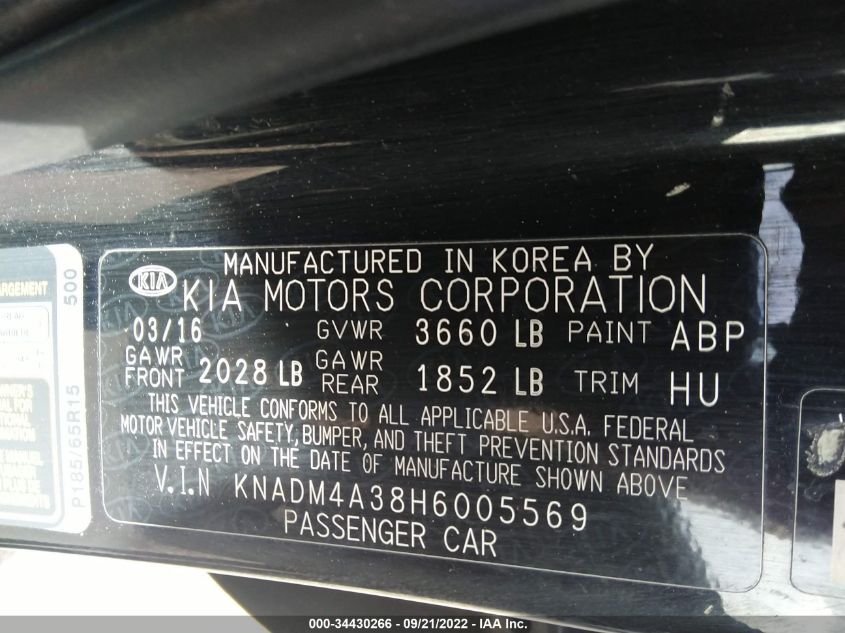 MANUFACTURED IN KOREA BY
KIA KIA MOTORS CORPORATION
03/16 GVWR 3660 LB PAINT ABP
GAWR FRONT 2028 LB GAWR REAR 1852 LB TRIM HU
THIS VEHICLE CONFORMS TO ALL APPLICABLE U.S.A. FEDERAL
MOTOR VEHICLE SAFETY, BUMPER, AND THEFT PREVENTION STANDARDS
IN EFFECT ON THE DATE OF MANUFACTURE SHOWN ABOVE
V.I.N KNADM4A38H6005569
PASSENGER CAR
500
P185/65R15
000-34430266 - 09/21/2022 - IAA Inc.